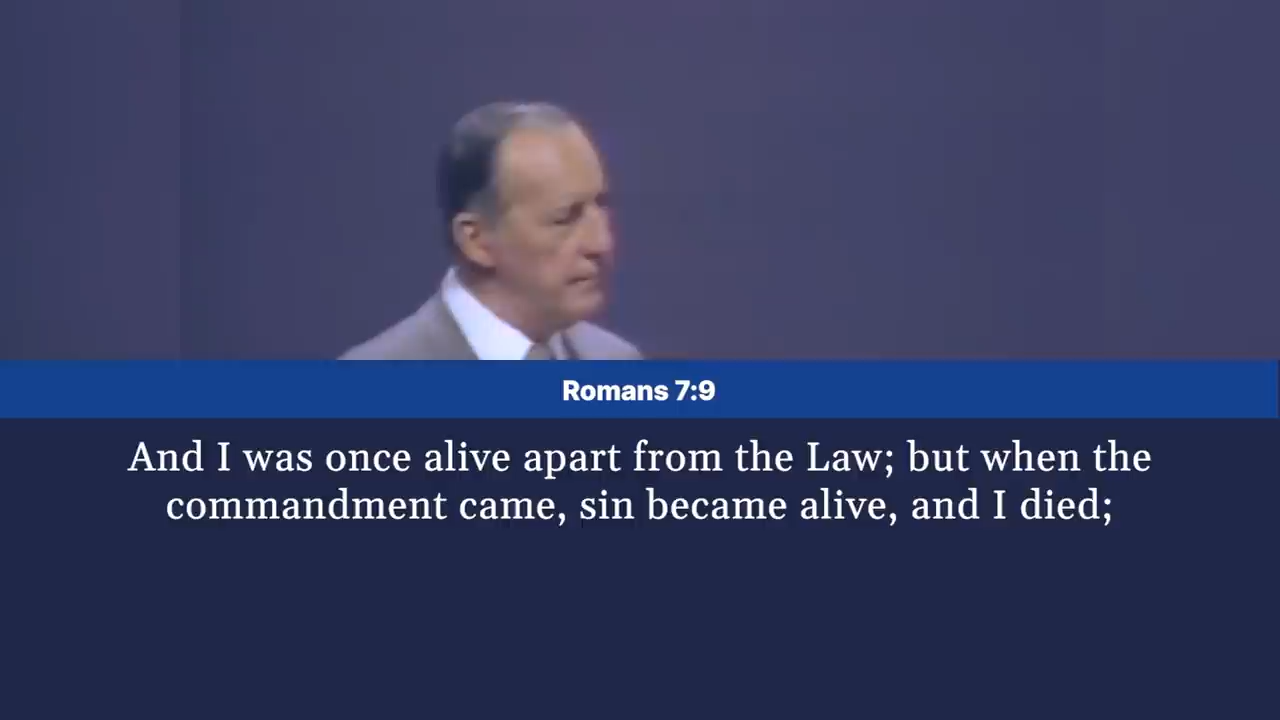 Romans 7:9
And I was once alive apart from the Law; but when the
commandment came, sin became alive, and I died;